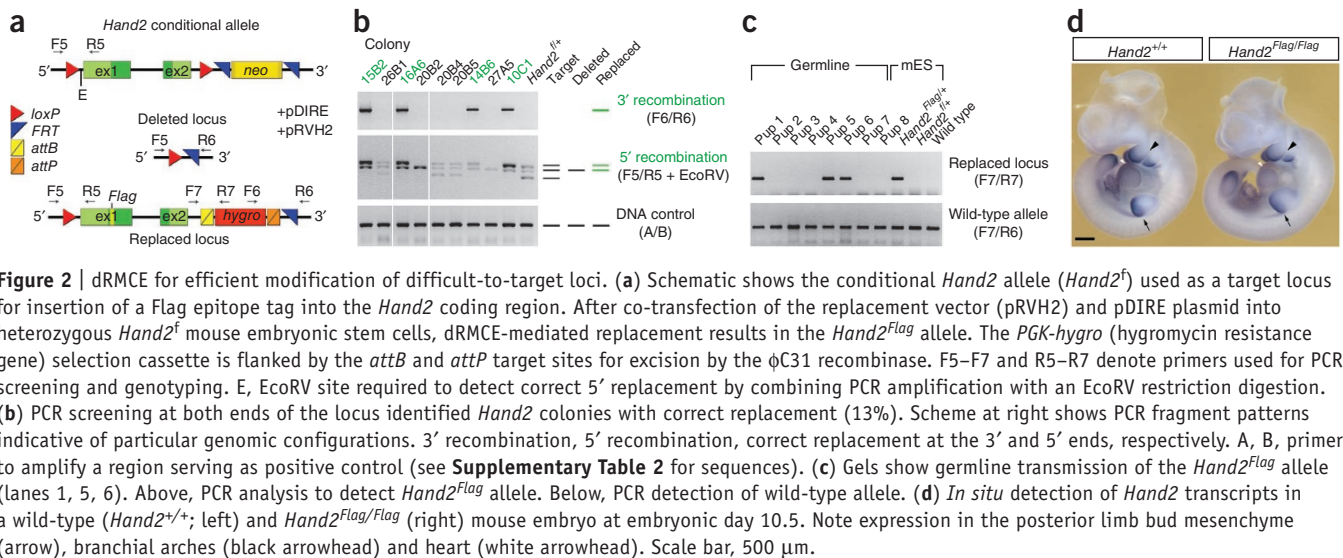 a
Hand2 conditional allele
F5
R5
5′
ex1
ex2
neo
3′
E
loxP
FRT
attB
attP
Deleted locus
+pDIRE
+pRVH2
F5
R6
5′
3′
F5
R5
Flag
F7
R7
F6
R6
5′
ex1
ex2
hygro
3′
Replaced locus
b
Colony
15B2
26B1
16A6
20B2
20B4
20B5
14B6
27A5
10C1
Hand2f/+
Target
Deleted
Replaced
3′ recombination
(F6/R6)
5′ recombination
(F5/R5 + EcoRV)
DNA control
(A/B)
c
Germline
mES
Pup 1
Pup 2
Pup 3
Pup 4
Pup 5
Pup 6
Pup 7
Pup 8
Hand2Flag/+
Hand2f/+
Wild type
Replaced locus
(F7/R7)
Wild-type allele
(F7/R6)
d
Hand2+/+
Hand2Flag/Flag
Figure 2 | dRMCE for efficient modification of difficult-to-target loci. (a) Schematic shows the conditional Hand2 allele (Hand2f) used as a target locus
for insertion of a Flag epitope tag into the Hand2 coding region. After co-transfection of the replacement vector (pRVH2) and pDIRE plasmid into
heterozygous Hand2f mouse embryonic stem cells, dRMCE-mediated replacement results in the Hand2Flag allele. The PGK-hygro (hygromycin resistance
gene) selection cassette is flanked by the attB and attP target sites for excision by the ϕC31 recombinase. F5–F7 and R5–R7 denote primers used for PCR
screening and genotyping. E, EcoRV site required to detect correct 5′ replacement by combining PCR amplification with an EcoRV restriction digestion.
(b) PCR screening at both ends of the locus identified Hand2 colonies with correct replacement (13%). Scheme at right shows PCR fragment patterns
indicative of particular genomic configurations. 3′ recombination, 5′ recombination, correct replacement at the 3′ and 5′ ends, respectively. A, B, primer
to amplify a region serving as positive control (see Supplementary Table 2 for sequences). (c) Gels show germline transmission of the Hand2Flag allele
(lanes 1, 5, 6). Above, PCR analysis to detect Hand2Flag allele. Below, PCR detection of wild-type allele. (d) In situ detection of Hand2 transcripts in
a wild-type (Hand2+/+; left) and Hand2Flag/Flag (right) mouse embryo at embryonic day 10.5. Note expression in the posterior limb bud mesenchyme
(arrow), branchial arches (black arrowhead) and heart (white arrowhead). Scale bar, 500 μm.